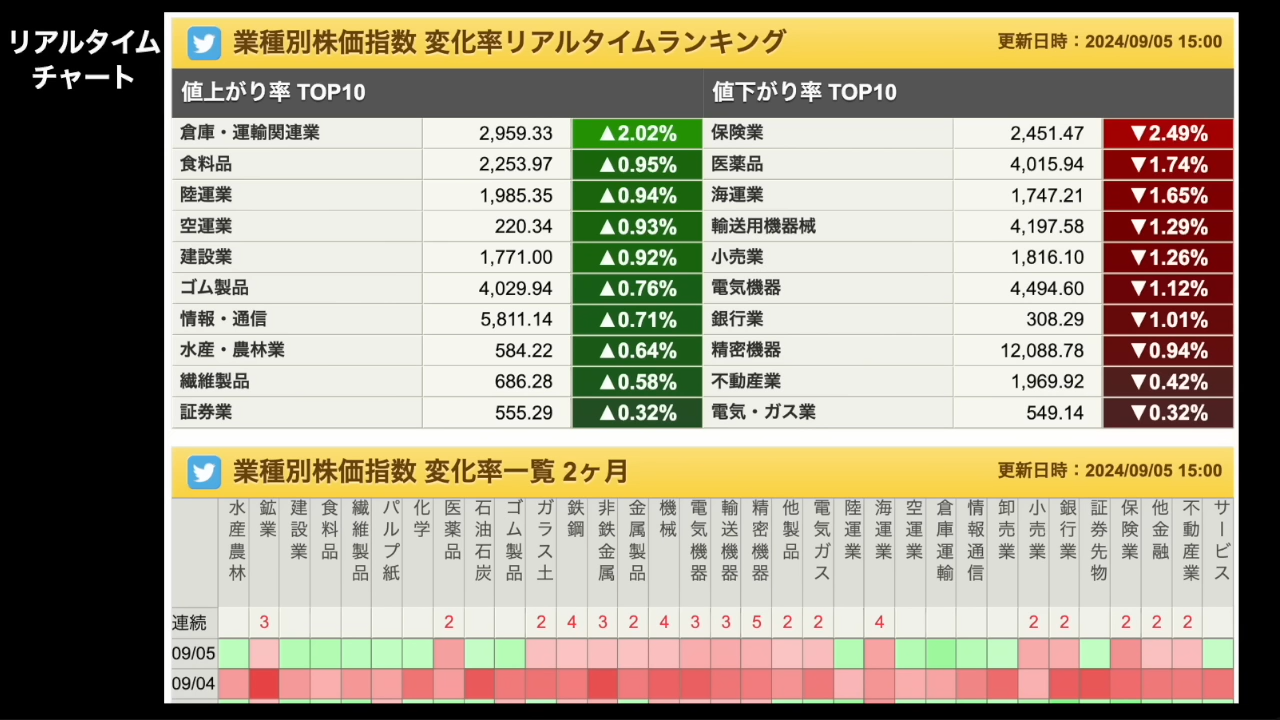 リアルタイム
チャート
業種別株価指数 変化率リアルタイムランキング 更新日時：2024/09/05 15:00
値上がり率 TOP10 値下がり率 TOP10
倉庫・運輸関連業 2,959.33 ▲2.02% 保険業 2,451.47 ▼2.49%
食料品 2,253.97 ▲0.95% 医薬品 4,015.94 ▼1.74%
陸運業 1,985.35 ▲0.94% 海運業 1,747.21 ▼1.65%
空運業 220.34 ▲0.93% 輸送用機器械 4,197.58 ▼1.29%
建設業 1,771.00 ▲0.92% 小売業 1,816.10 ▼1.26%
ゴム製品 4,029.94 ▲0.76% 電気機器 4,494.60 ▼1.12%
情報・通信 5,811.14 ▲0.71% 銀行業 308.29 ▼1.01%
水産・農林業 584.22 ▲0.64% 精密機器 12,088.78 ▼0.94%
繊維製品 686.28 ▲0.58% 不動産業 1,969.92 ▼0.42%
証券業 555.29 ▲0.32% 電気・ガス業 549.14 ▼0.32%
業種別株価指数 変化率一覧 2ヶ月 更新日時：2024/09/05 15:00
水産農林 鉱業 建設業 食料品 繊維製品 パルプ紙 化学 医薬品 石油石炭 ゴム製品 ガラス土 鉄鋼 非鉄金属 金属製品 機械 電気機器 輸送機器 精密機器 他製品 電気ガス 陸運業 海運業 空運業 倉庫運輸 情報通信 卸売業 小売業 銀行業 証券先物 保険業 他金融 不動産業 サービス
連続 3 2 2 4 3 2 4 3 3 5 2 2 4 2 2 2 2 2
09/05
09/04